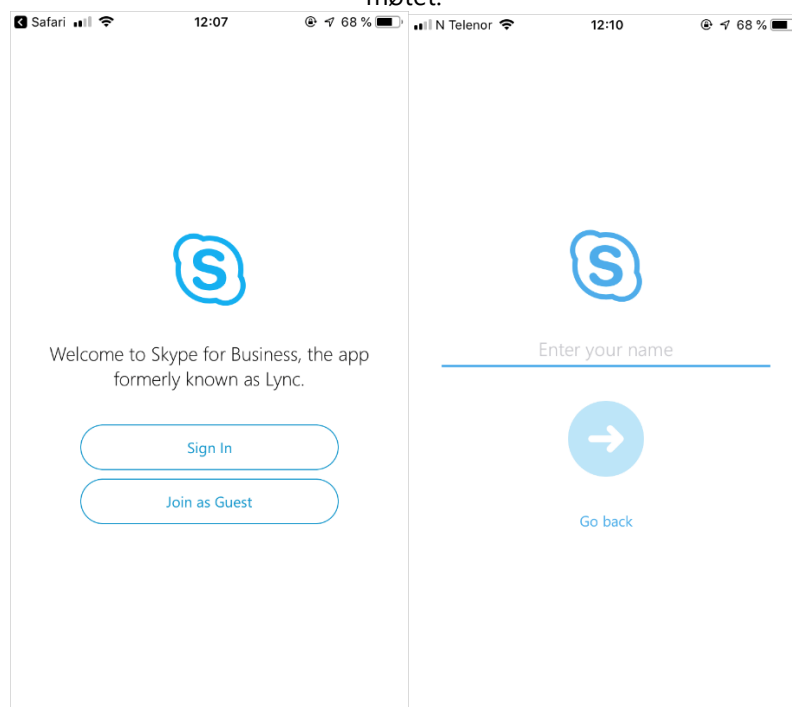 møtet.
Safari 12:07 68 %
Welcome to Skype for Business, the app
formerly known as Lync.
Sign In
Join as Guest
N Telenor 12:10 68 %
S
Enter your name
Go back